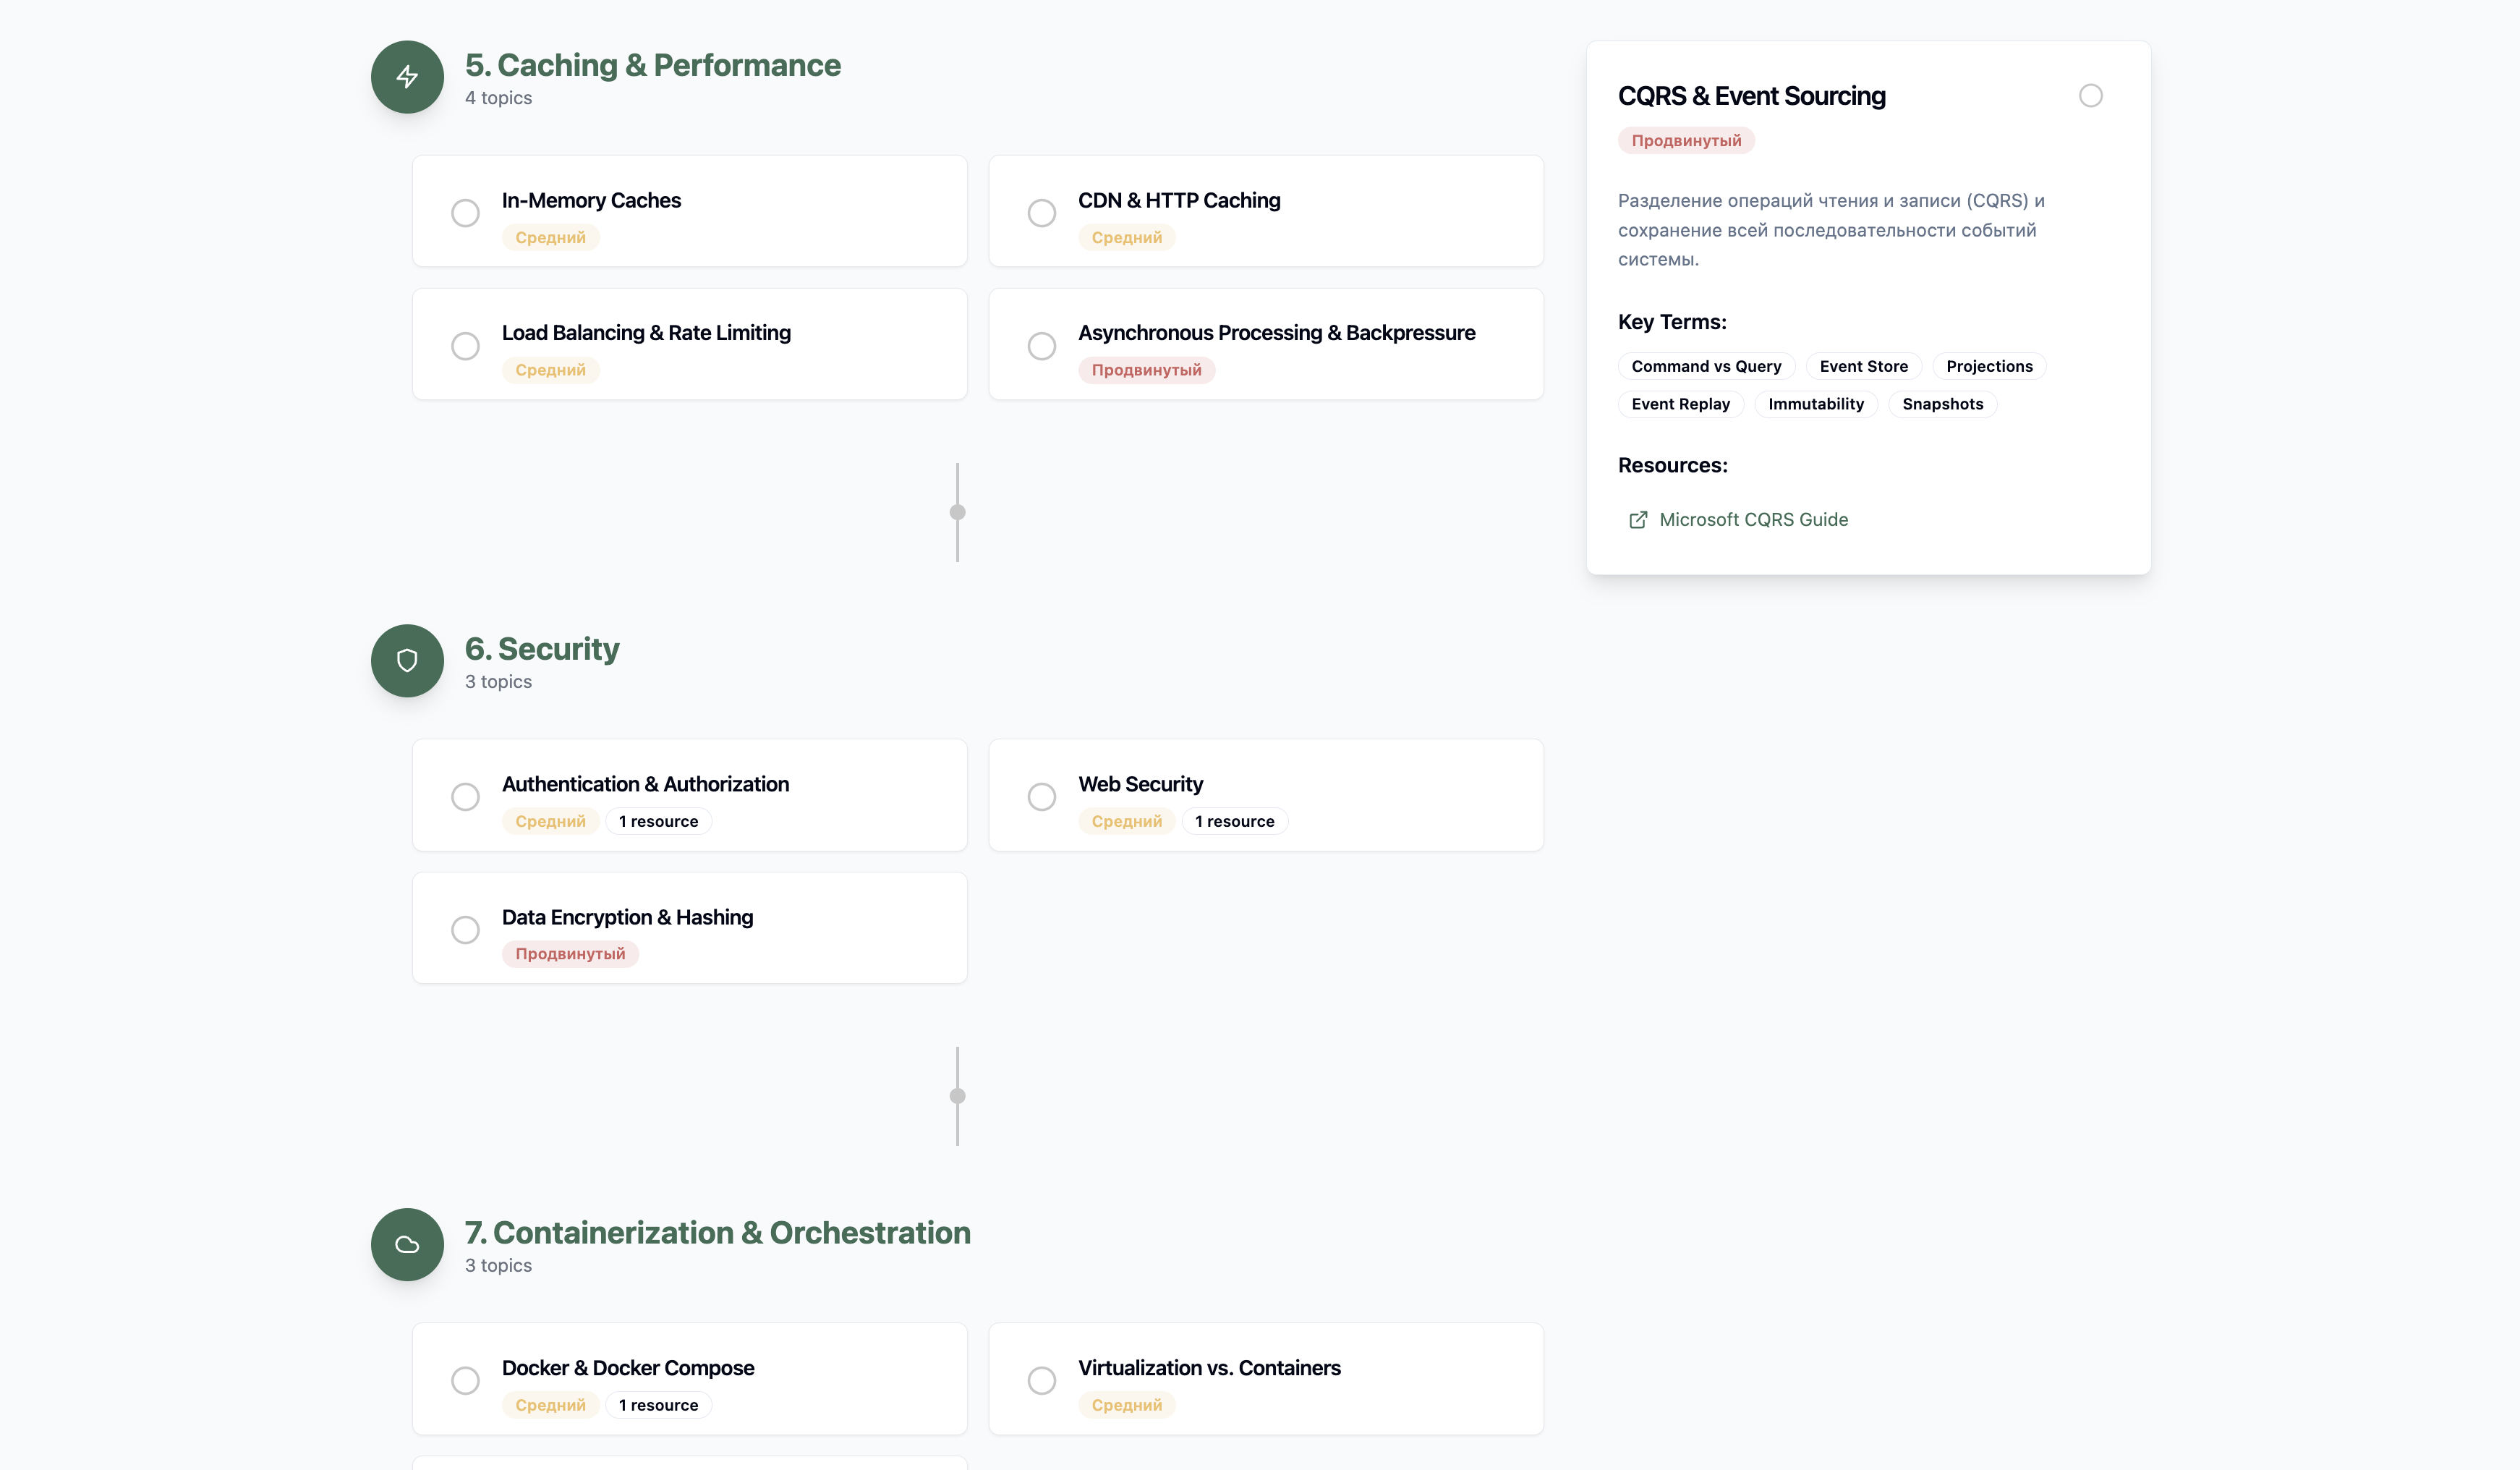 5. Caching & Performance
4 topics
In-Memory Caches
Средний
CDN & HTTP Caching
Средний
Load Balancing & Rate Limiting
Средний
Asynchronous Processing & Backpressure
Продвинутый
6. Security
3 topics
Authentication & Authorization
Средний 1 resource
Web Security
Средний 1 resource
Data Encryption & Hashing
Продвинутый
7. Containerization & Orchestration
3 topics
Docker & Docker Compose
Средний 1 resource
Virtualization vs. Containers
Средний
CQRS & Event Sourcing
Продвинутый
Разделение операций чтения и записи (CQRS) и
сохранение всей последовательности событий
системы.
Key Terms:
Command vs Query Event Store Projections
Event Replay Immutability Snapshots
Resources:
Microsoft CQRS Guide